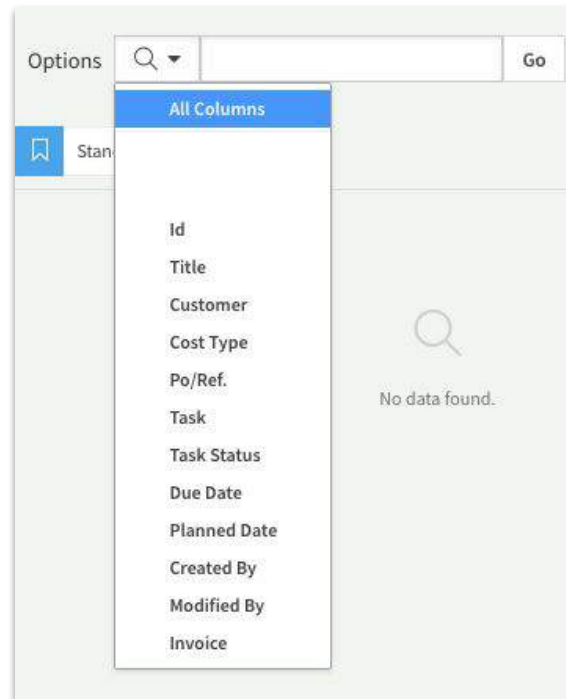 Options
Go
All Columns
Id
Title
Customer
Cost Type
Po/Ref.
Task
Task Status
Due Date
Planned Date
Created By
Modified By
Invoice
No data found.